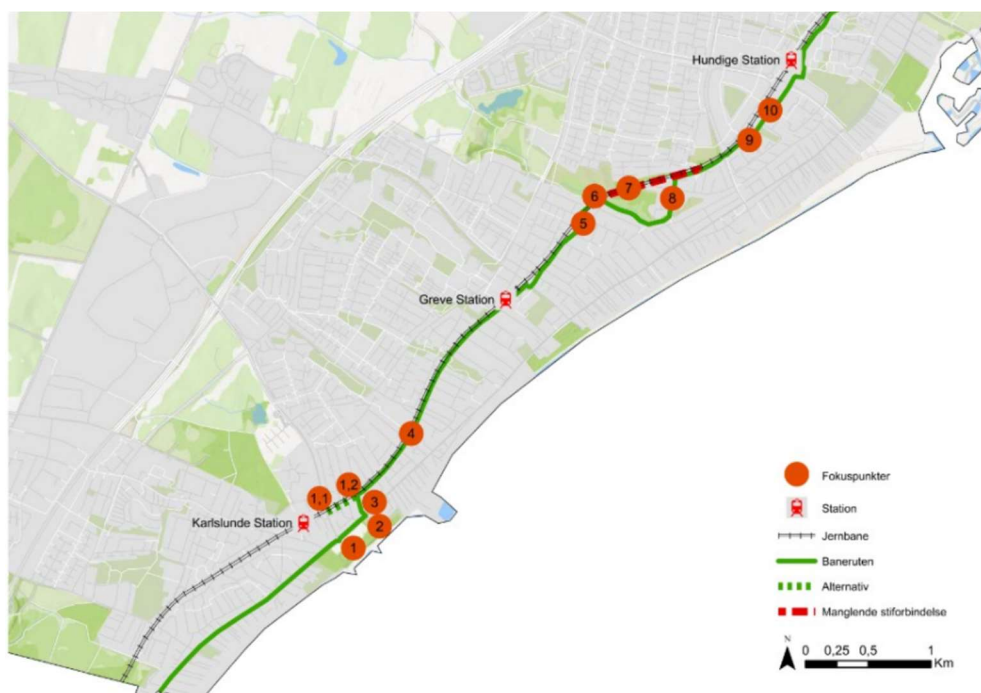 Hundige Station
10
9
7
6
8
5
Greve Station
4
1,2
1,1
3
Karlslunde Station
2
1
Fokuspunkter
Station
Jernbane
Baneruten
Alternativ
Manglende stiforbindelse
N
0 0,25 0,5 1
Km